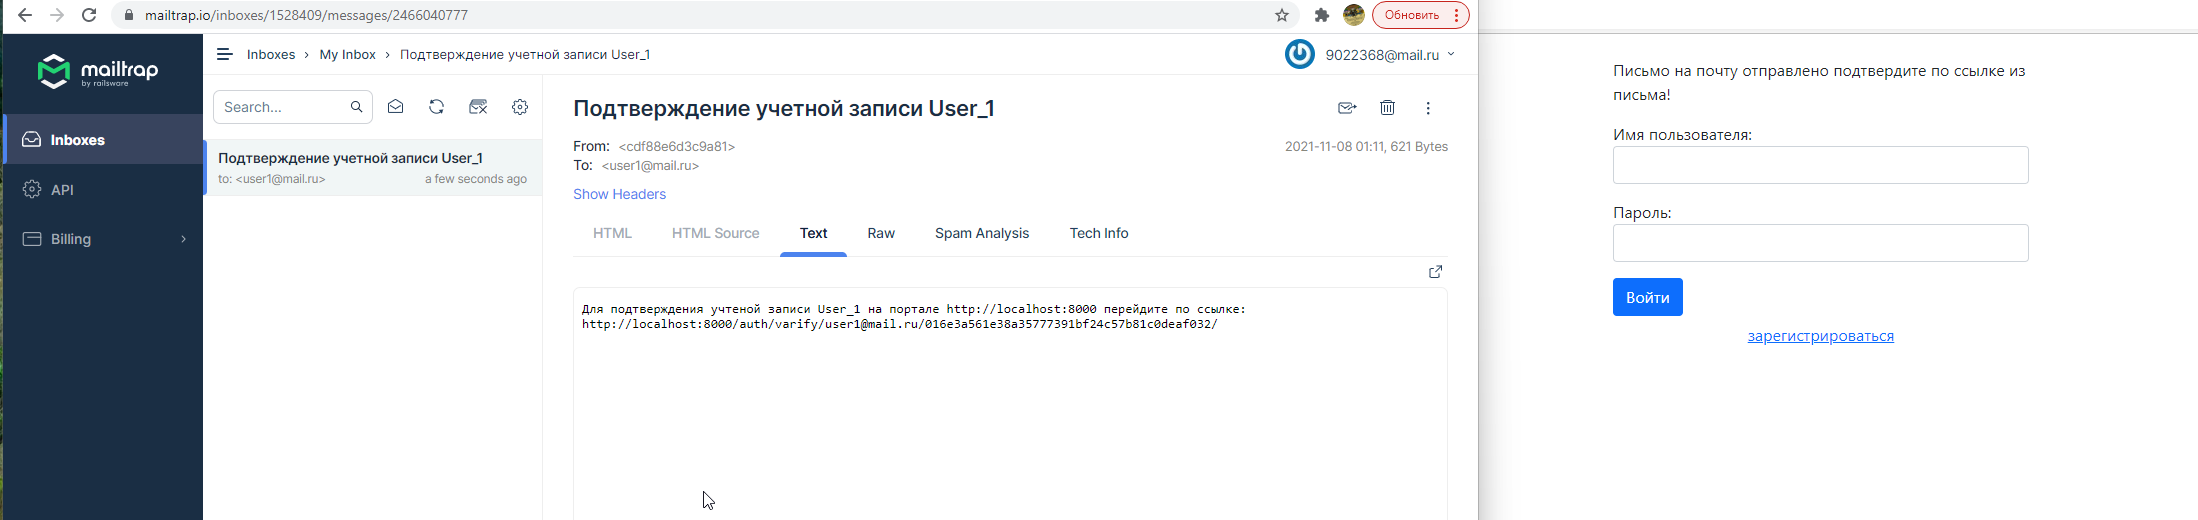 mailtrap.io/inboxes/1528409/messages/2466040777
Обновить
mailtrap
by railsware
Inboxes
API
Billing
Inboxes › My Inbox › Подтверждение учетной записи User_1
9022368@mail.ru
Search...
Подтверждение учетной записи User_1
to: <user1@mail.ru> a few seconds ago
Подтверждение учетной записи User_1
From: <cdf88e6d3c9a81>
2021-11-08 01:11, 621 Bytes
To: <user1@mail.ru>
Show Headers
HTML HTML Source Text Raw Spam Analysis Tech Info
Для подтверждения учтеной записи User_1 на портале http://localhost:8000 перейдите по ссылке:
http://localhost:8000/auth/varify/user1@mail.ru/016e3a561e38a35777391bf24c57b81c0deaf032/
Письмо на почту отправлено подтвердите по ссылке из
письма!
Имя пользователя:
Пароль:
Войти
зарегистрироваться